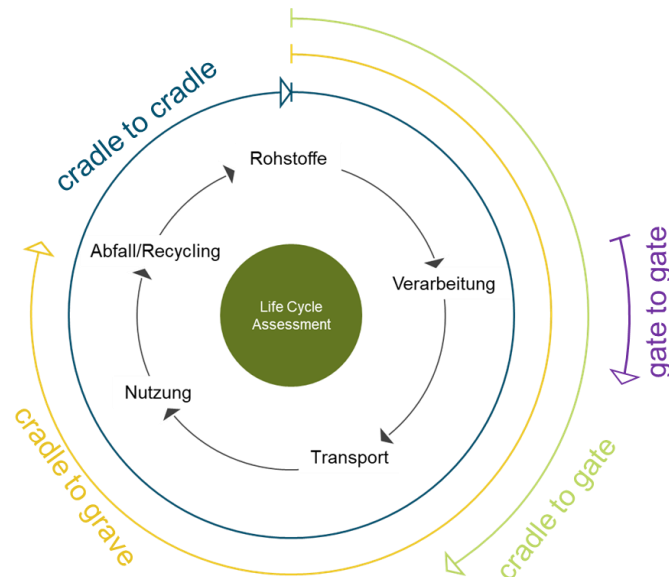 cradle to cradle
Rohstoffe
Abfall/Recycling
Verarbeitung
Life Cycle
Assessment
gate to gate
Nutzung
Transport
cradle to grave
cradle to gate